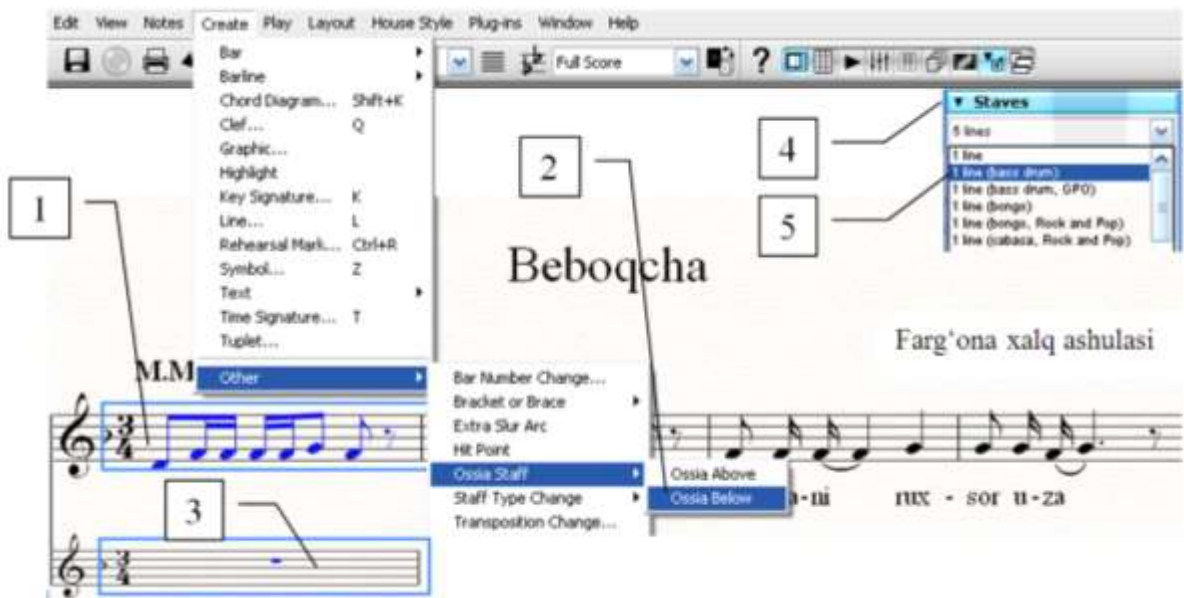 Edit View Notes Create Play Layout House Style Plug-ins Window Help
Full Score
Bar
Barline
Chord Diagram... Shift+K
Clef... Q
Graphic...
Highlight
Key Signature... K
Line... L
Rehearsal Mark... Ctrl+R
Symbol... Z
Text
Time Signature... T
Tuplet...
Other
Bar Number Change...
Bracket or Brace
Extra Slur Arc
Hit Point
Ossia Staff
Staff Type Change
Transposition Change...
Ossia Above
Ossia Below
Staves
5 lines
1 line
1 line (bass drum)
1 line (bass drum, GPO)
1 line (bongs)
1 line (bongs, Rock and Pop)
1 line (cabasa, Rock and Pop)
1
2
3
4
5
Beboqcha
Farg‘ona xalq ashulasi
M.M
3
4
a-ni rux - sor u-za
3
4